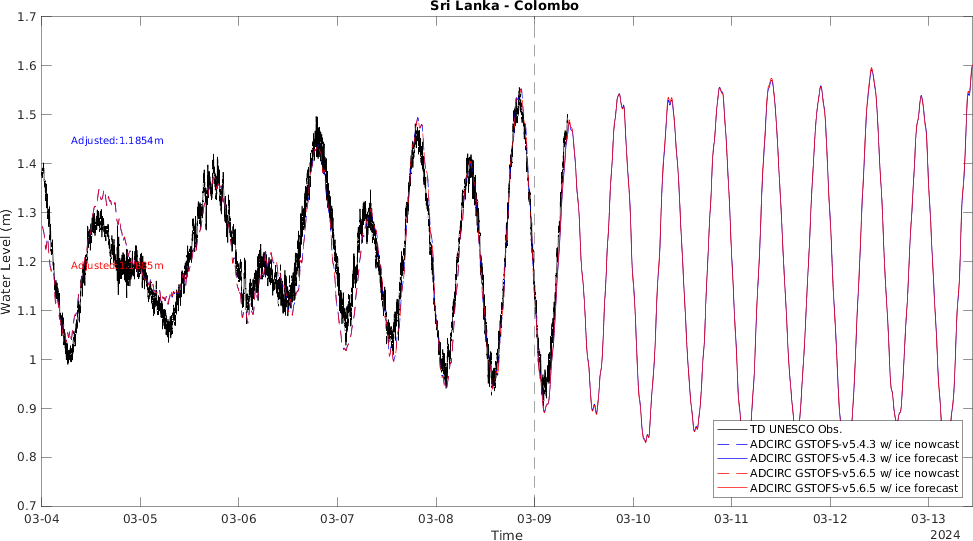 Sri Lanka - Colombo
1.7
1.6
1.5
1.4
1.3
1.2
1.1
1
0.9
0.8
0.7
Water Level (m)
Adjusted:1.1854m
TD UNESCO Obs.
ADCIRC GSTOFS-v5.4.3 w/ ice nowcast
ADCIRC GSTOFS-v5.4.3 w/ ice forecast
ADCIRC GSTOFS-v5.6.5 w/ ice nowcast
ADCIRC GSTOFS-v5.6.5 w/ ice forecast
03-04 03-05 03-06 03-07 03-08 03-09 03-10 03-11 03-12 03-13
Time
2024